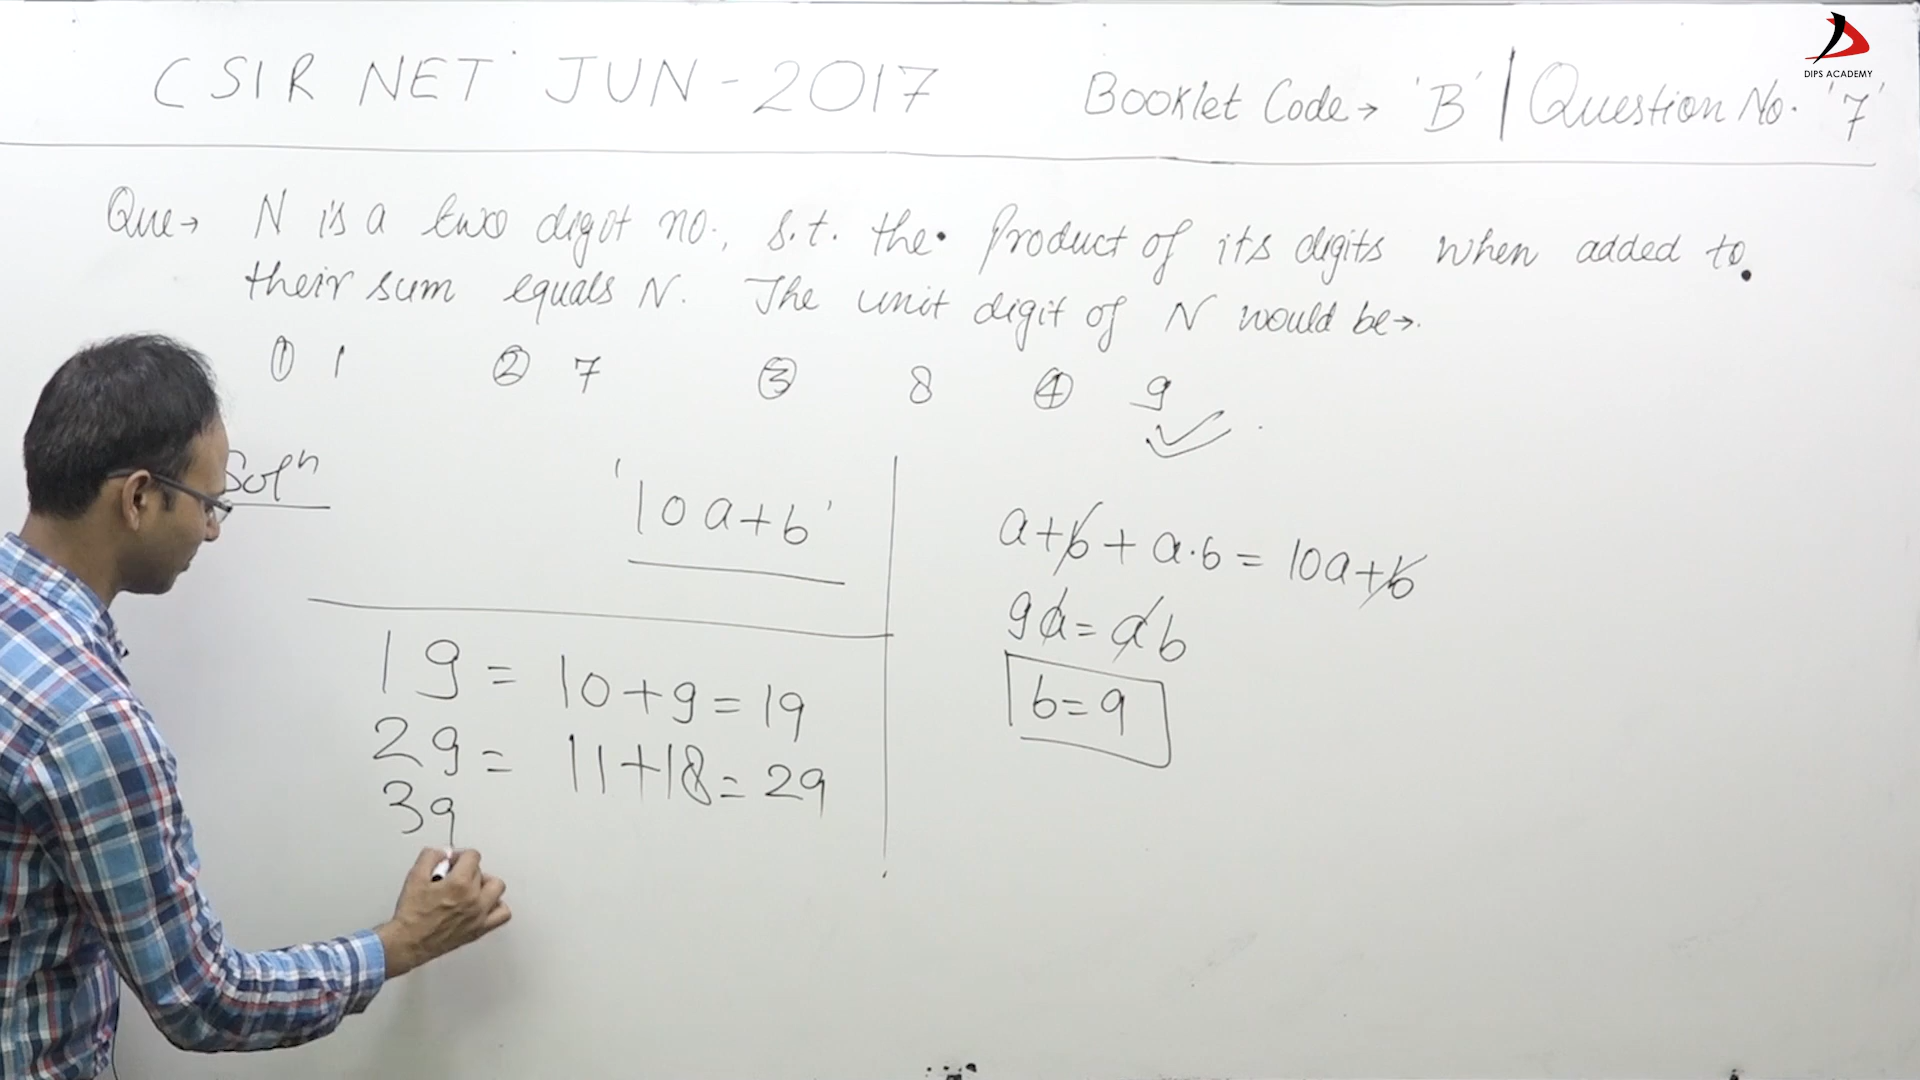 CSIR NET JUN-2017 Booklet Code→ 'B' | Question No. '7'
DIPS ACADEMY
Que→ N is a two digit no., s.t. the Product of its digits when added to
their sum equals N. The unit digit of N would be→.
① 1 ② 7 ③ 8 ④ 9
Solⁿ
'10a+b'
19 = 10+9=19
29 = 11+18=29
39
a+b+a.b= 10a+b
9a=ab
b=9